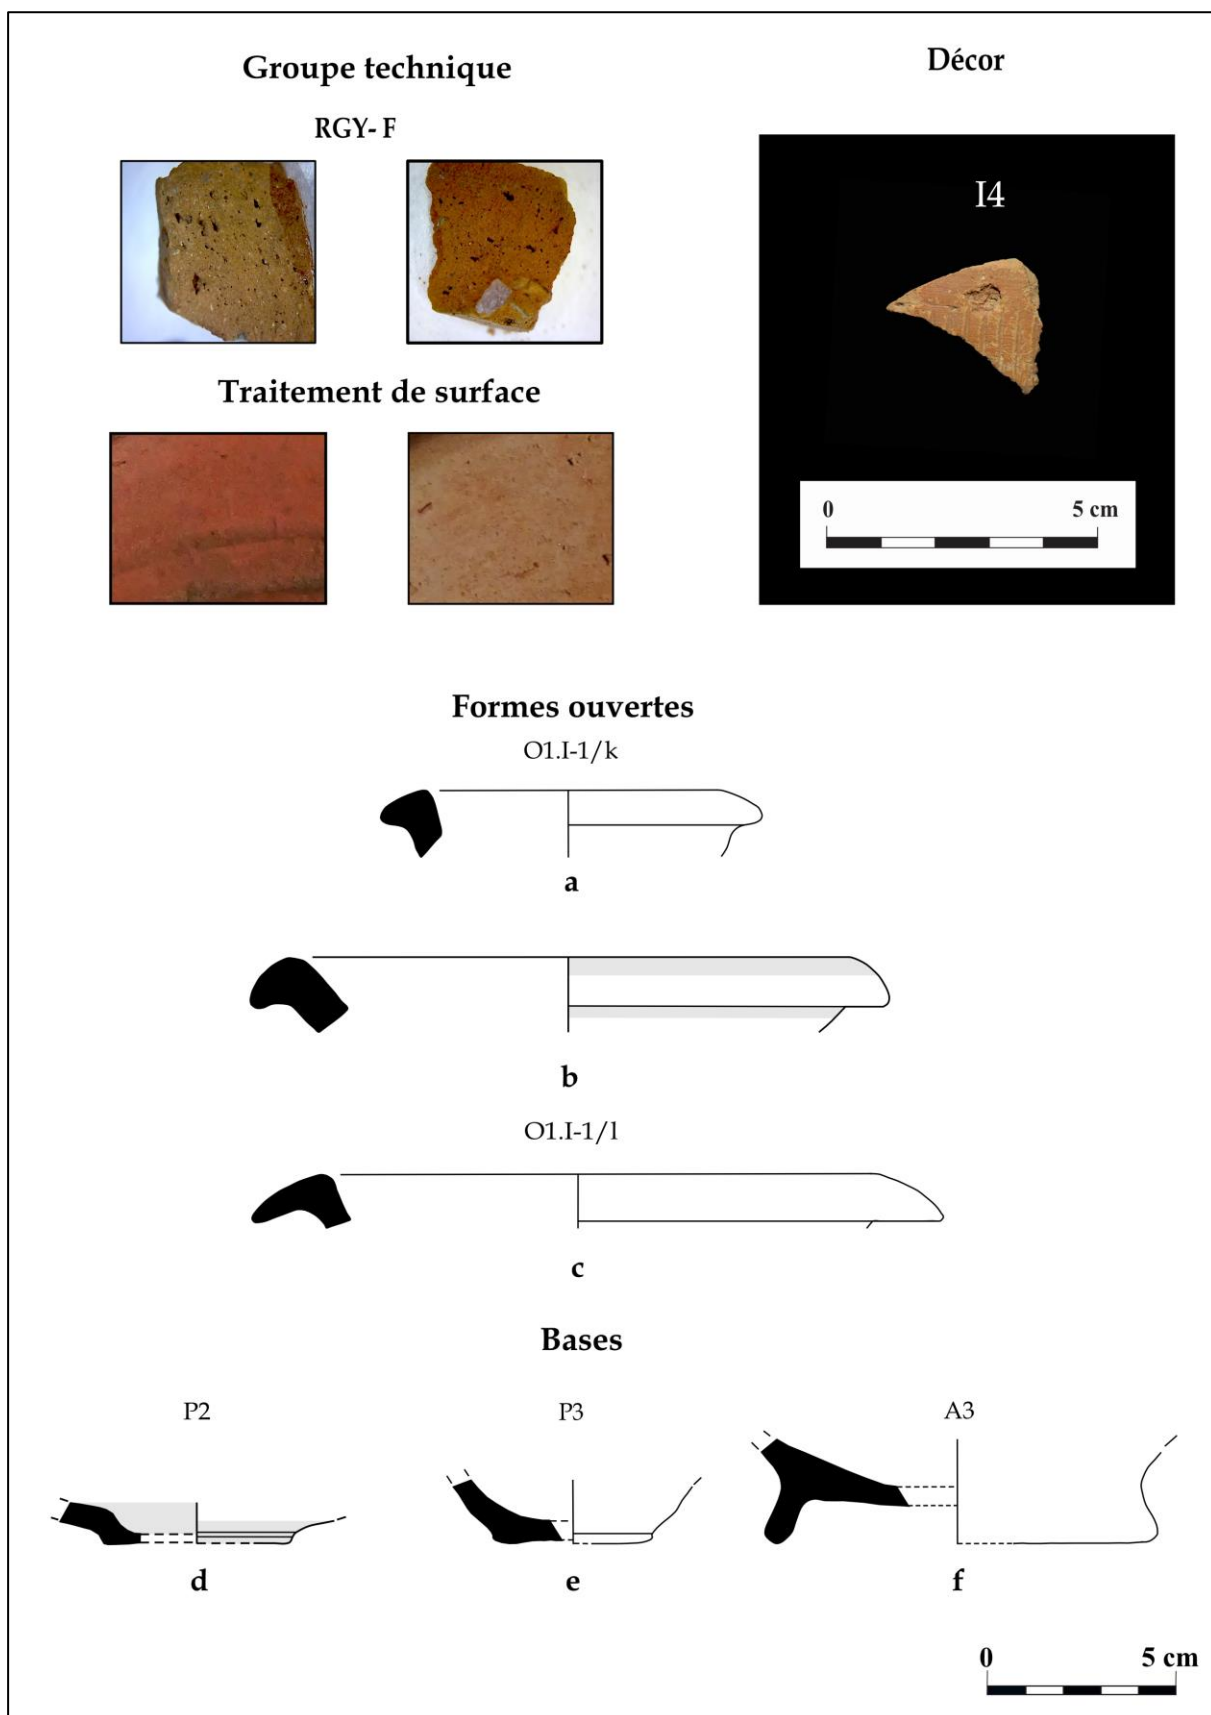 Groupe technique
RGY- F
Traitement de surface
Décor
I4
0 5 cm
Formes ouvertes
O1.I-1/k
a
b
O1.I-1/l
c
Bases
P2 P3 A3
d e f
0 5 cm